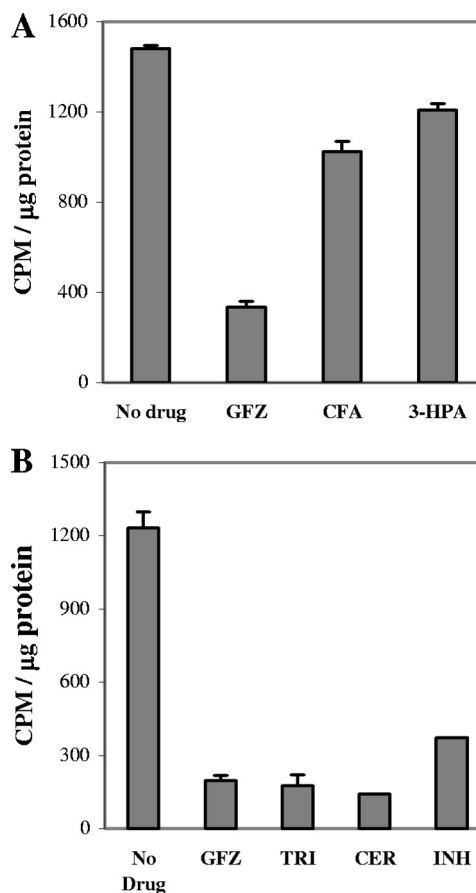 A
1600
1200
800
400
0
CPM / µg protein
No drug GFZ CFA 3-HPA
B
1500
1200
900
600
300
0
CPM / µg protein
No Drug GFZ TRI CER INH